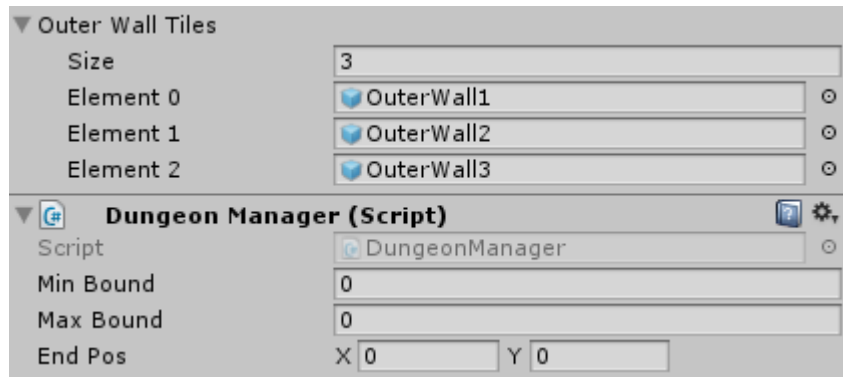 Outer Wall Tiles
Size 3
Element 0 OuterWall1
Element 1 OuterWall2
Element 2 OuterWall3
C# Dungeon Manager (Script)
Script DungeonManager
Min Bound 0
Max Bound 0
End Pos X 0 Y 0